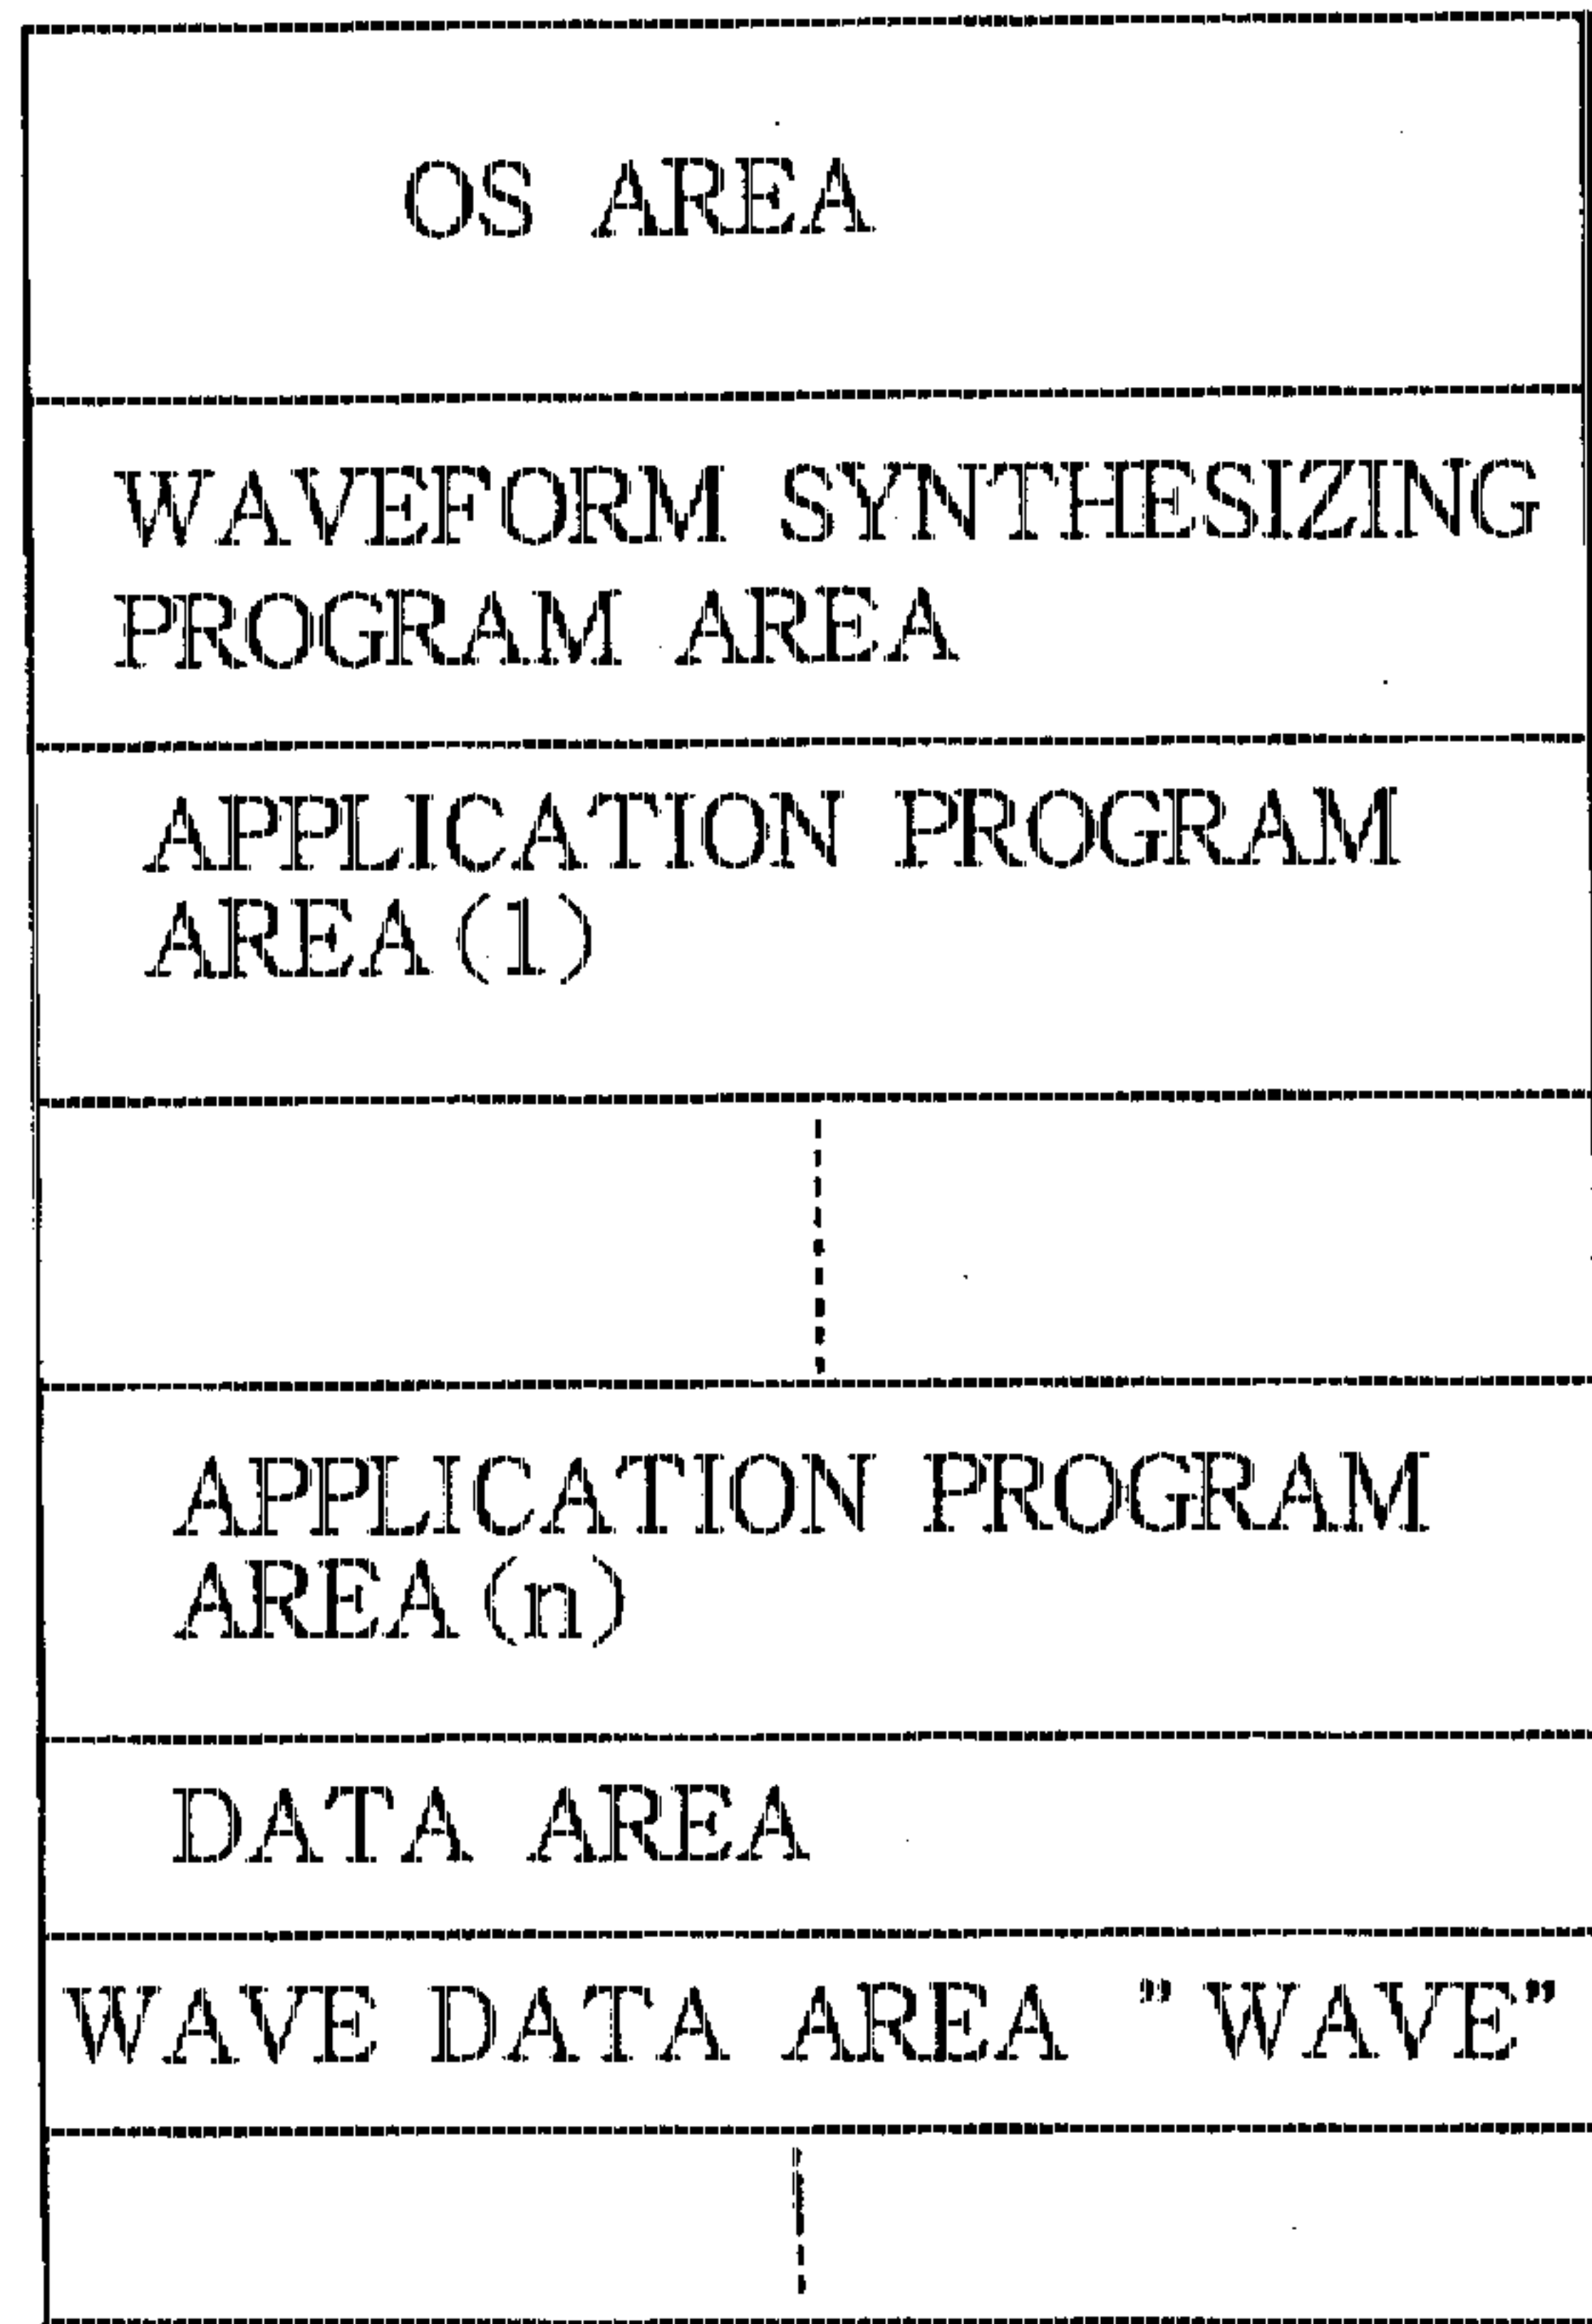 OS AREA
WAVEFORM SYNTHESIZING
PROGRAM AREA
APPLICATION PROGRAM
AREA(1)
APPLICATION PROGRAM
AREA(n)
DATA AREA
WAVE DATA AREA "WAVE"